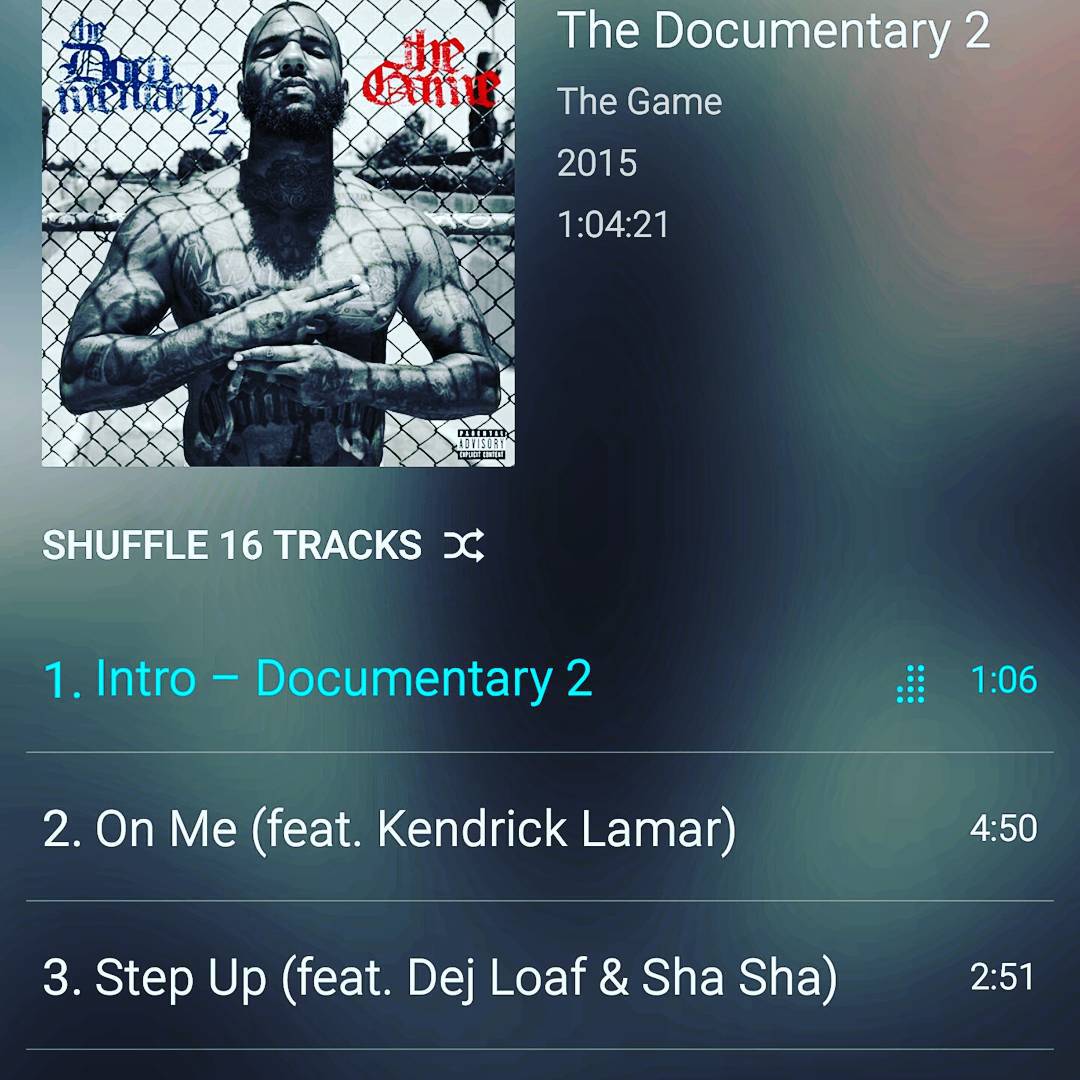 the
Documentary
2
the
Game
PARENTAL
ADVISORY
EXPLICIT CONTENT
The Documentary 2
The Game
2015
1:04:21
SHUFFLE 16 TRACKS
1. Intro – Documentary 2 1:06
2. On Me (feat. Kendrick Lamar) 4:50
3. Step Up (feat. Dej Loaf & Sha Sha) 2:51